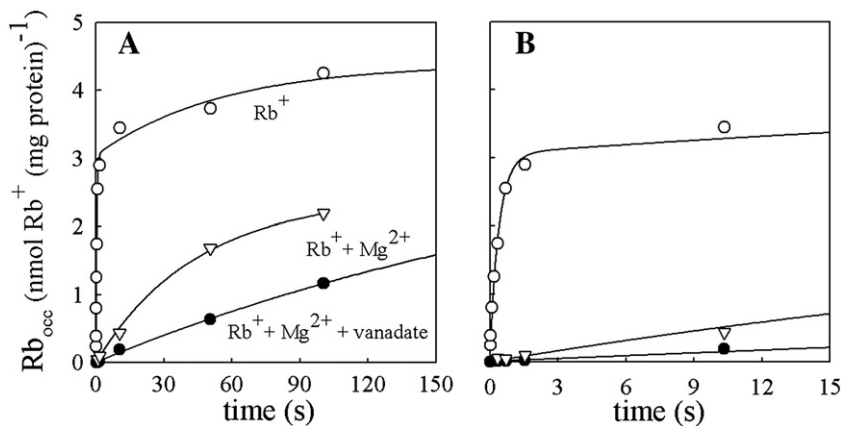 A
B
Rb_occ (nmol Rb⁺ (mg protein)⁻¹)
5
4
3
2
1
0
Rb⁺
Rb⁺ + Mg²⁺
Rb⁺ + Mg²⁺ + vanadate
0 30 60 90 120 150
0 3 6 9 12 15
time (s)
time (s)